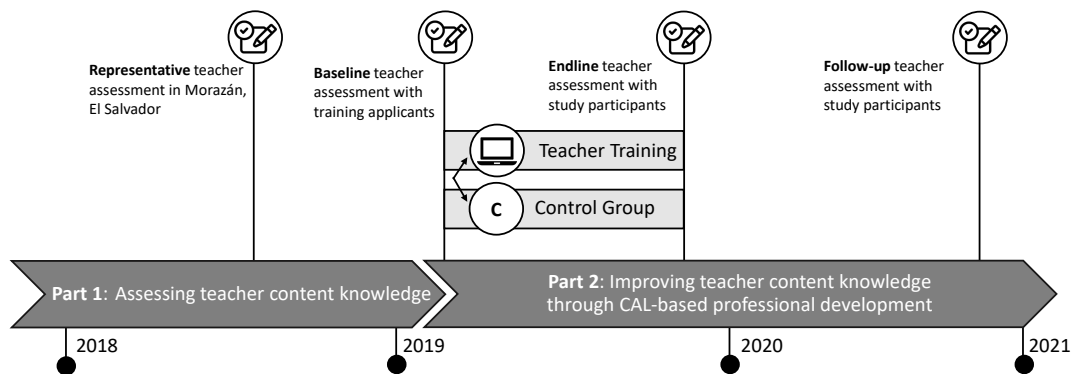 Representative teacher
assessment in Morazán,
El Salvador
Baseline teacher
assessment with
training applicants
Endline teacher
assessment with
study participants
Follow-up teacher
assessment with
study participants
Teacher Training
C
Control Group
Part 1: Assessing teacher content knowledge
Part 2: Improving teacher content knowledge
through CAL-based professional development
2018
2019
2020
2021